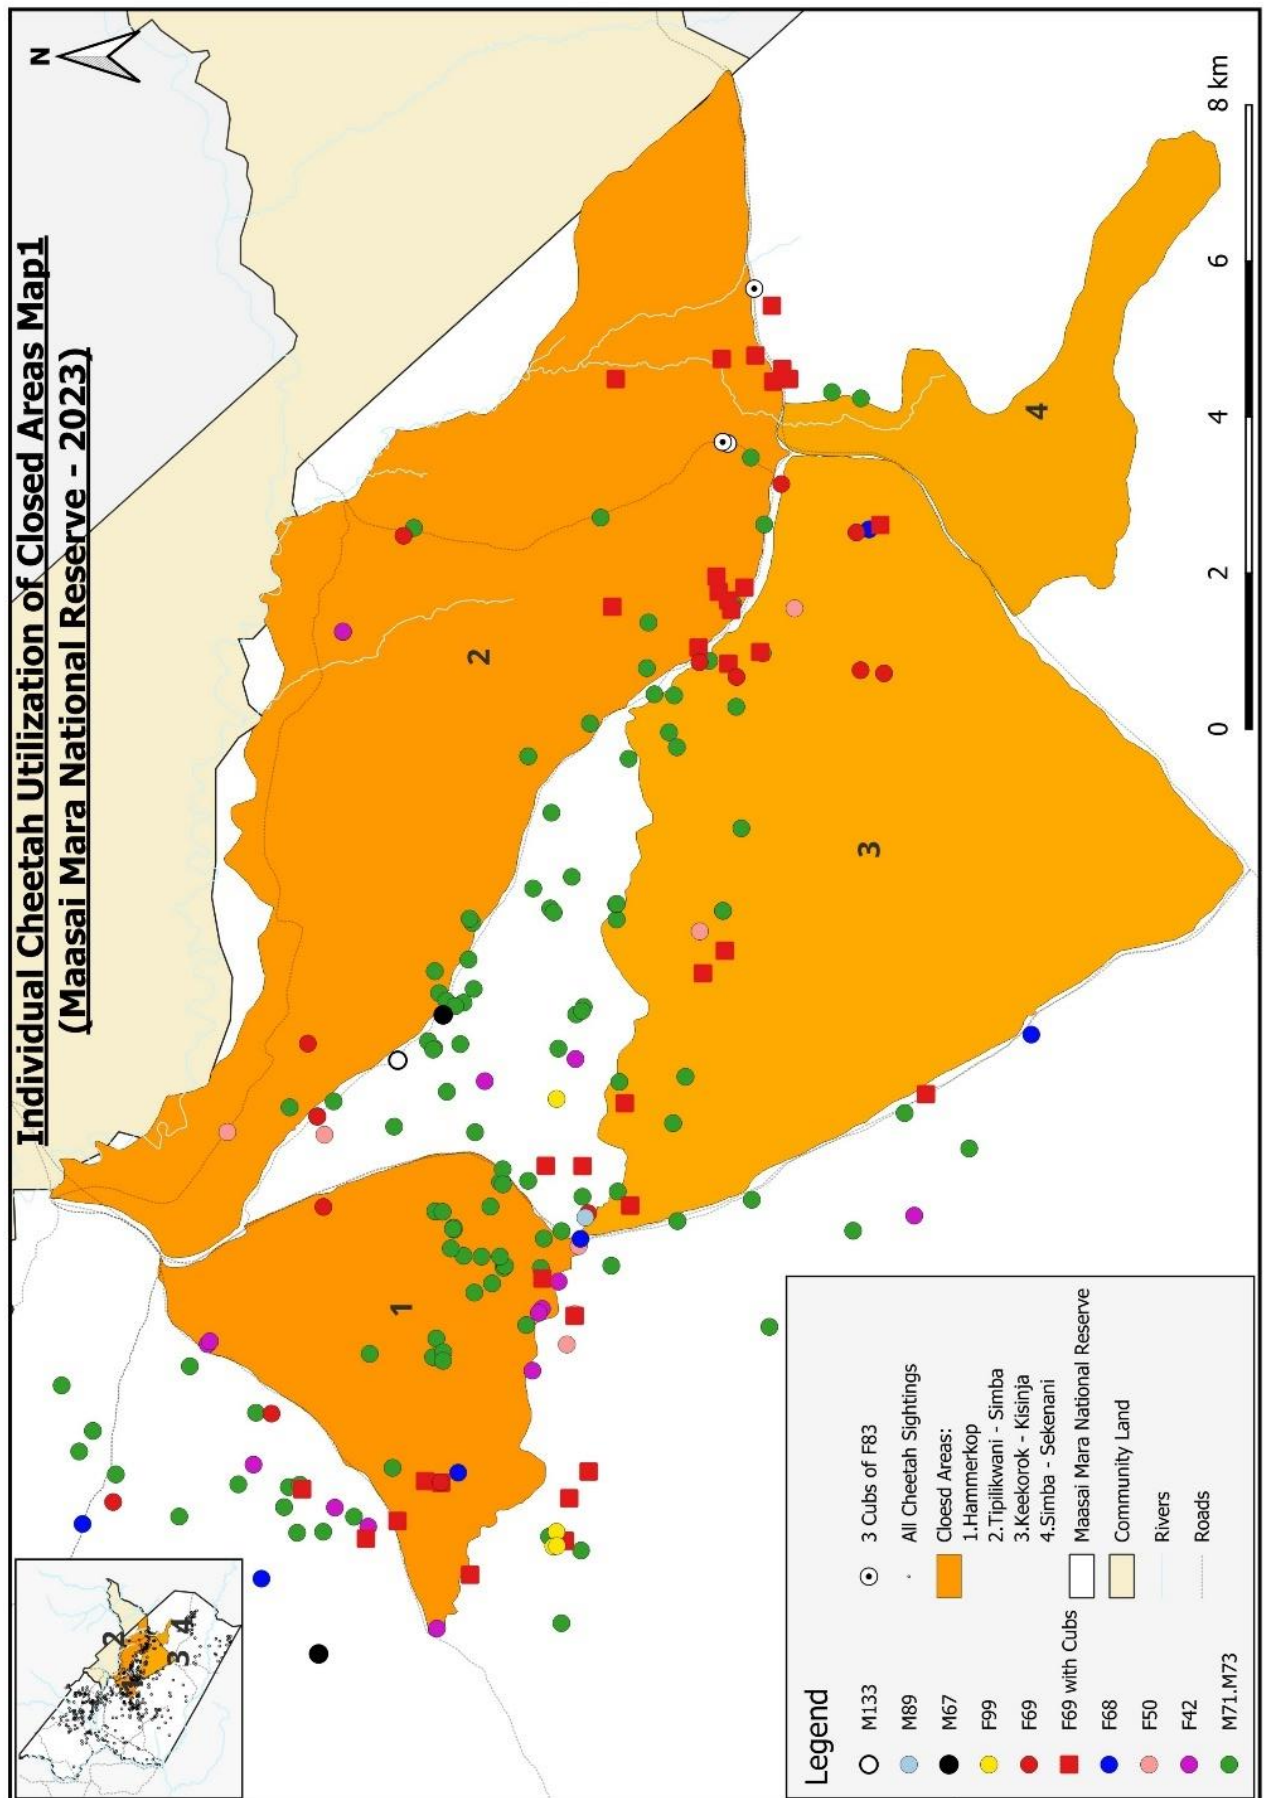 Individual Cheetah Utilization of Closed Areas Map1
(Maasai Mara National Reserve - 2023)
N
2
1
3
4
2
3
4
0
2
4
6
8 km
Legend
M133
M89
M67
F99
F69
F69 with Cubs
F68
F50
F42
M71.M73
3 Cubs of F83
All Cheetah Sightings
Cloesd Areas:
1.Hammerkop
2.Tipilikwani - Simba
3.Keekorok - Kisinja
4.Simba - Sekenani
Maasai Mara National Reserve
Community Land
Rivers
Roads